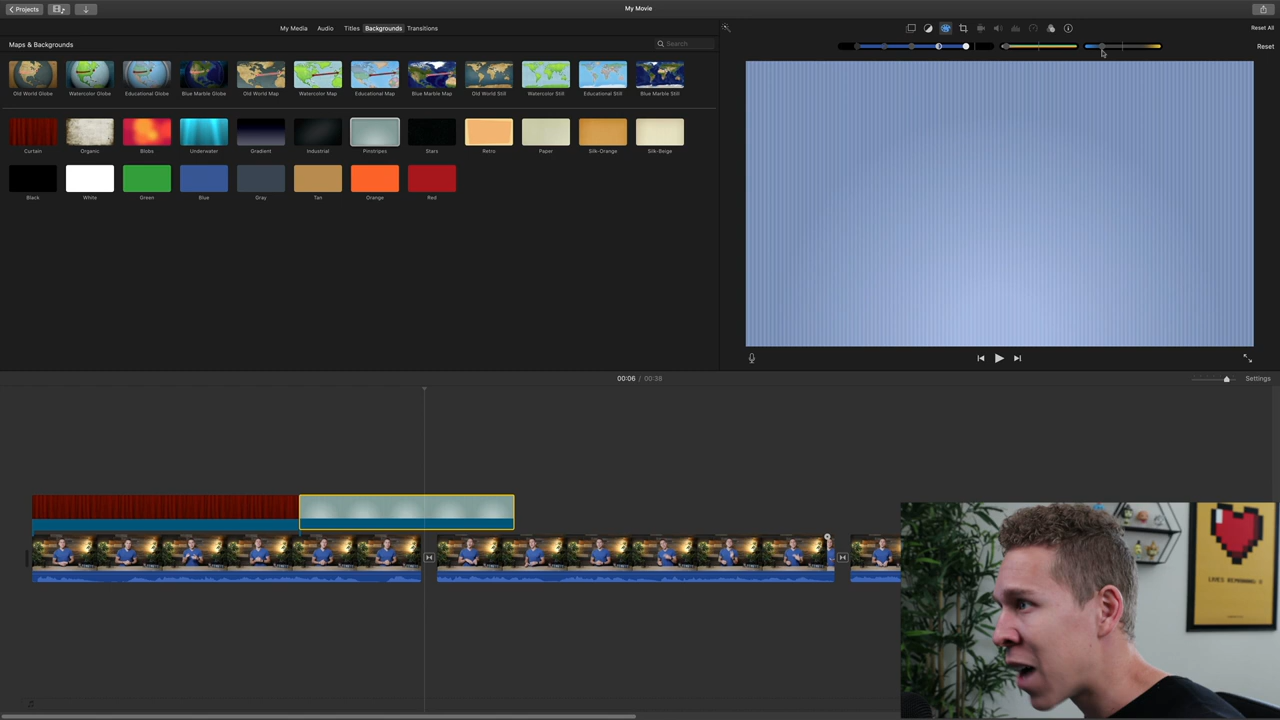 Projects
My Movie
My Media Audio Titles Backgrounds Transitions
Reset All
Maps & Backgrounds
Search
Reset
Old World Globe Watercolor Globe Educational Globe Blue Marble Globe Old World Map Watercolor Map Educational Map Blue Marble Map Old World Still Watercolor Still Educational Still Blue Marble Still
Curtain Organic Blobs Underwater Gradient Industrial Pinstripes Stars Retro Paper Silk-Orange Silk-Beige
Black White Green Blue Gray Tan Orange Red
00:06 / 00:38
Settings
LIVES REMAINING: 0